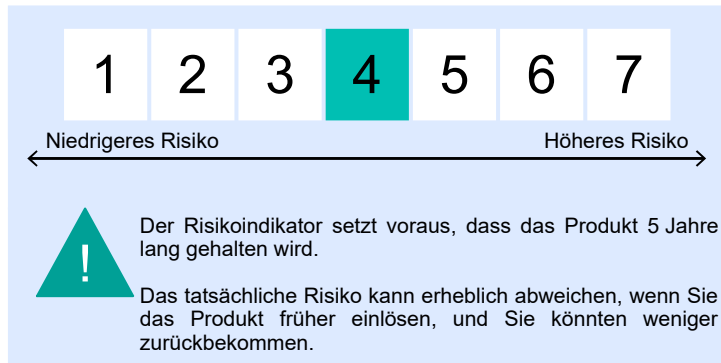 1 2 3 4 5 6 7
Niedrigeres Risiko Höheres Risiko
! Der Risikoindikator setzt voraus, dass das Produkt 5 Jahre
lang gehalten wird.
Das tatsächliche Risiko kann erheblich abweichen, wenn Sie
das Produkt früher einlösen, und Sie könnten weniger
zurückbekommen.